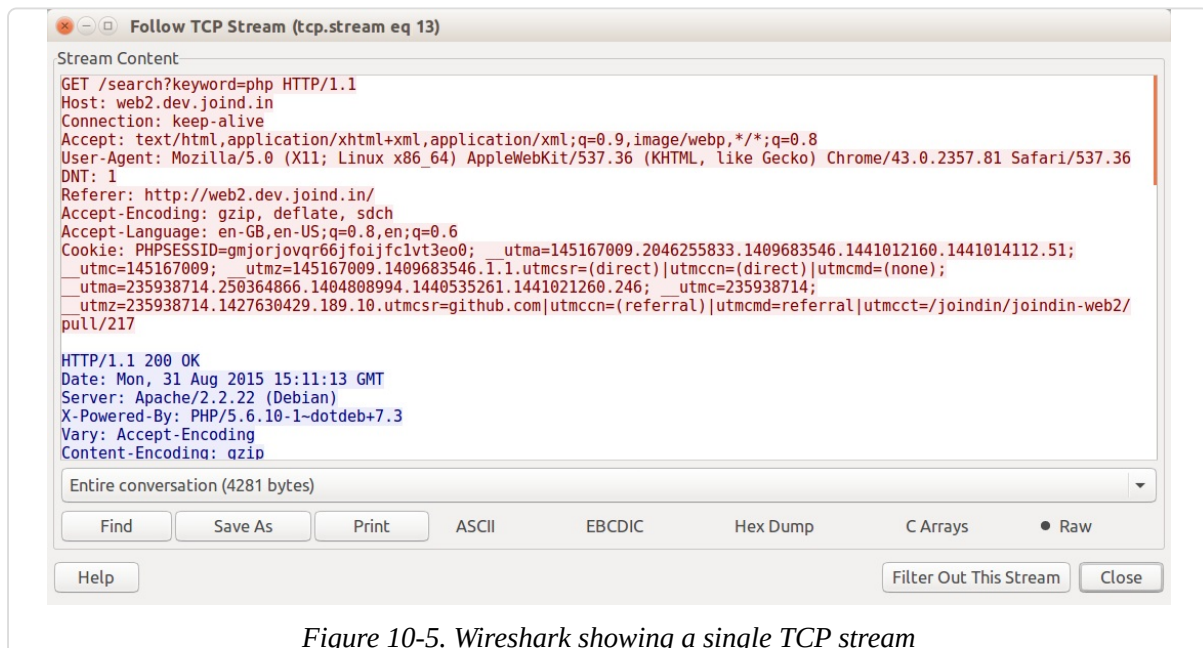 Follow TCP Stream (tcp.stream eq 13)
Stream Content
GET /search?keyword=php HTTP/1.1
Host: web2.dev.joind.in
Connection: keep-alive
Accept: text/html,application/xhtml+xml,application/xml;q=0.9,image/webp,*/*;q=0.8
User-Agent: Mozilla/5.0 (X11; Linux x86_64) AppleWebKit/537.36 (KHTML, like Gecko) Chrome/43.0.2357.81 Safari/537.36
DNT: 1
Referer: http://web2.dev.joind.in/
Accept-Encoding: gzip, deflate, sdch
Accept-Language: en-GB,en-US;q=0.8,en;q=0.6
Cookie: PHPSESSID=gmjorjovqr66jfoijfc1vt3eo0; __utma=145167009.2046255833.1409683546.1441012160.1441014112.51;
__utmc=145167009; __utmz=145167009.1409683546.1.1.utmcsr=(direct)|utmccn=(direct)|utmcmd=(none);
__utma=235938714.250364866.1404808994.1440535261.1441021260.246; __utmc=235938714;
__utmz=235938714.1427630429.189.10.utmcsr=github.com|utmccn=(referral)|utmcmd=referral|utmcct=/joindin/joindin-web2/
pull/217
HTTP/1.1 200 OK
Date: Mon, 31 Aug 2015 15:11:13 GMT
Server: Apache/2.2.22 (Debian)
X-Powered-By: PHP/5.6.10-1~dotdeb+7.3
Vary: Accept-Encoding
Content-Encoding: gzip
Entire conversation (4281 bytes)
Find Save As Print ASCII EBCDIC Hex Dump C Arrays Raw
Help Filter Out This Stream Close
Figure 10-5. Wireshark showing a single TCP stream